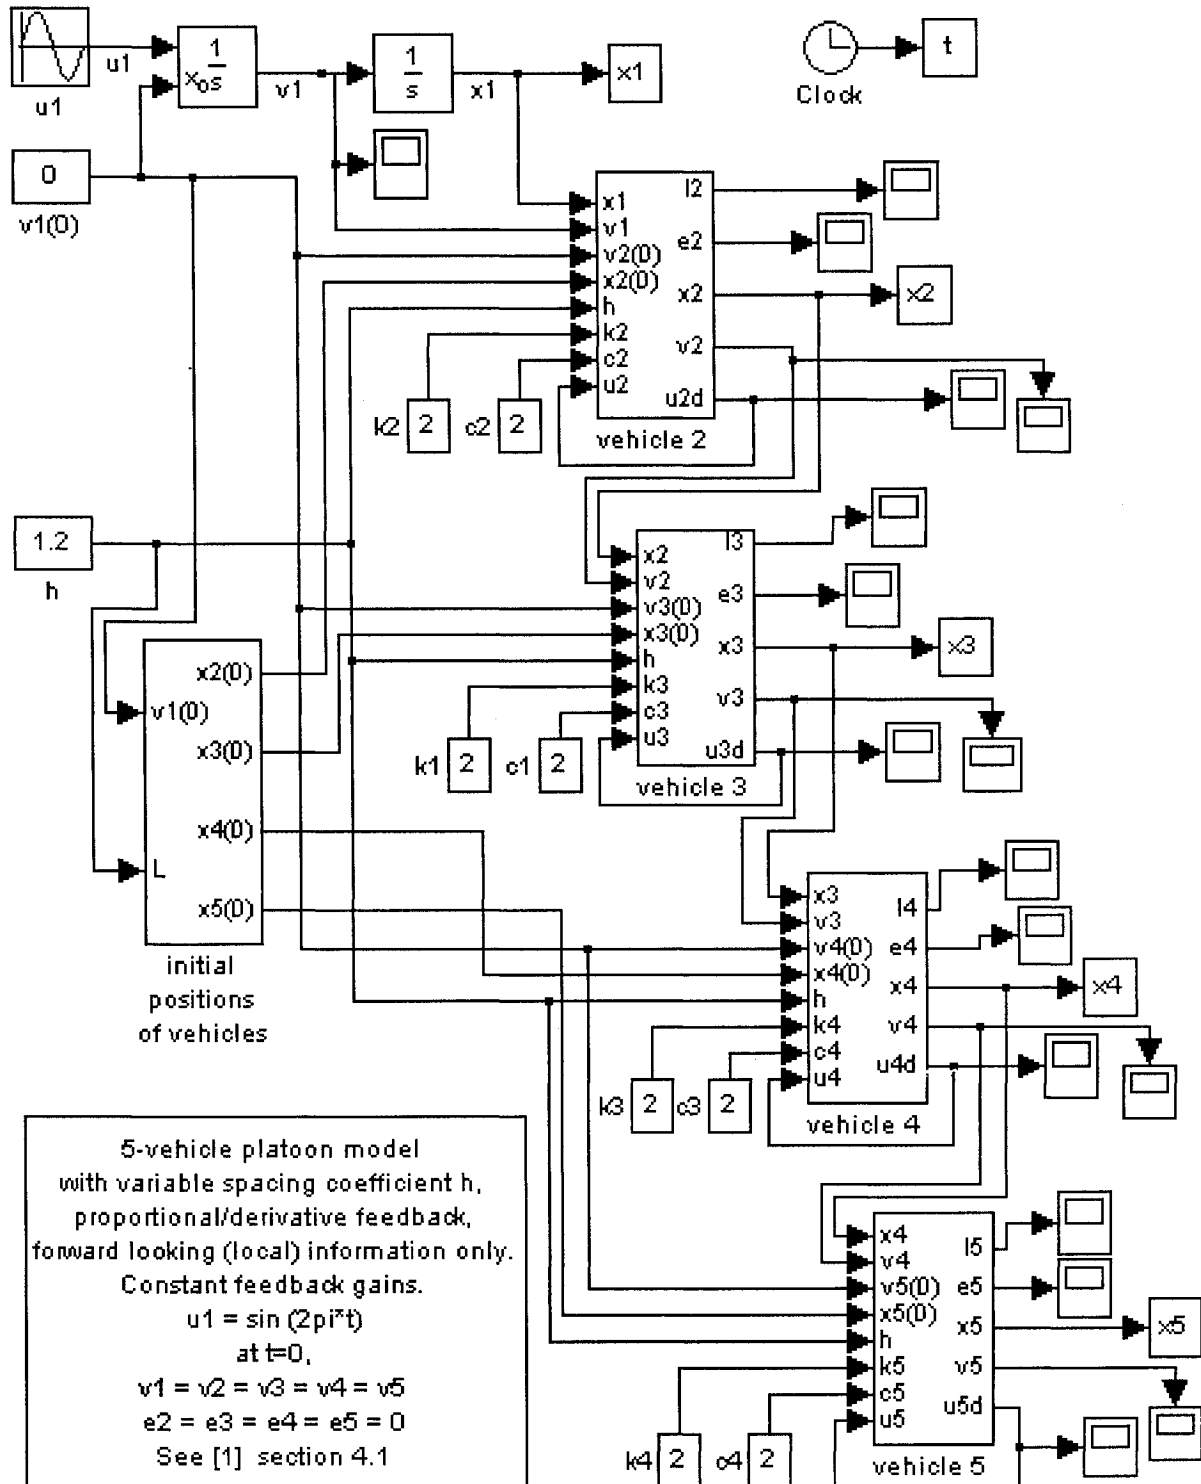 u1
u1
1
xos
v1
1
s
x1
x1
Clock
t
0
v1(0)
x1
v1
v2(0)
x2(0)
h
k2
c2
u2
l2
e2
x2
v2
u2d
x2
k2 2
c2 2
vehicle 2
1.2
h
x2
v2
v3(0)
x3(0)
h
k3
c3
u3
l3
e3
x3
v3
u3d
x3
k1 2
c1 2
vehicle 3
v1(0)
L
x2(0)
x3(0)
x4(0)
x5(0)
initial
positions
of vehicles
x3
v3
v4(0)
x4(0)
h
k4
c4
u4
l4
e4
x4
v4
u4d
x4
k3 2
c3 2
vehicle 4
x4
v4
v5(0)
x5(0)
h
k5
c5
u5
l5
e5
x5
v5
u5d
x5
k4 2
c4 2
vehicle 5
5-vehicle platoon model
with variable spacing coefficient h,
proportional/derivative feedback,
forward looking (local) information only.
Constant feedback gains.
u1 = sin (2pi*t)
at t=0,
v1 = v2 = v3 = v4 = v5
e2 = e3 = e4 = e5 = 0
See [1] section 4.1